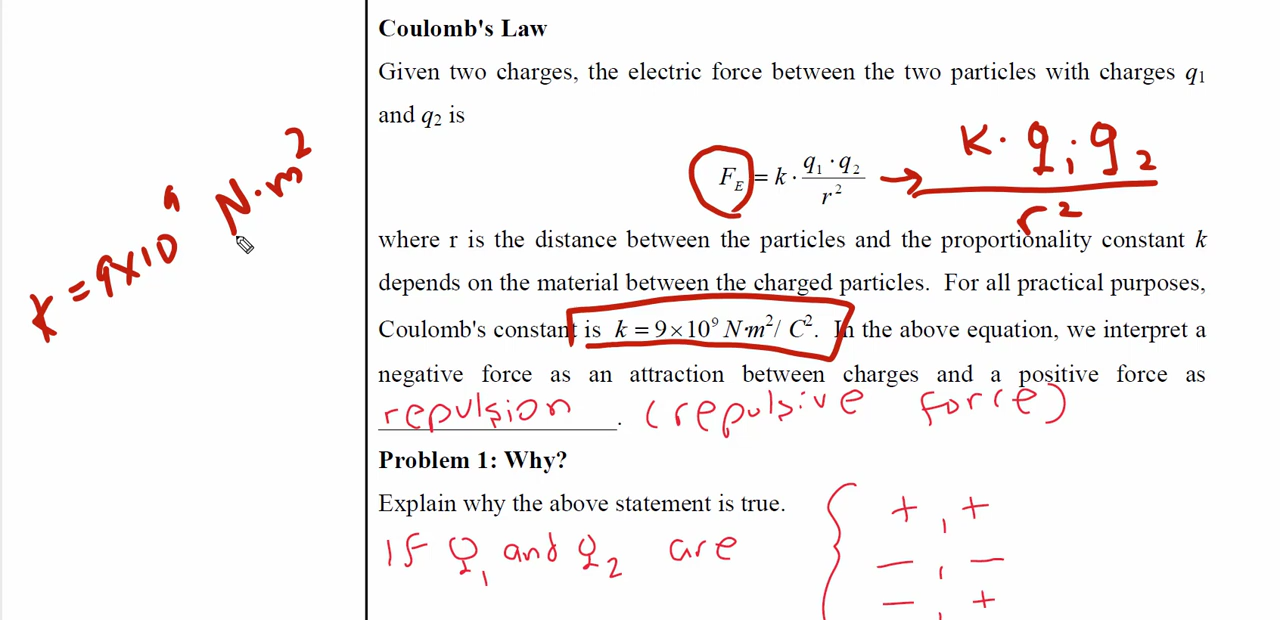 Coulomb's Law
Given two charges, the electric force between the two particles with charges q₁
and q₂ is
F_E = k · (q₁ · q₂) / r² → (k · q₁ q₂) / r²
where r is the distance between the particles and the proportionality constant k
depends on the material between the charged particles. For all practical purposes,
Coulomb's constant is k = 9×10⁹ N·m²/ C². In the above equation, we interpret a
negative force as an attraction between charges and a positive force as
repulsion. (repulsive force)
Problem 1: Why?
Explain why the above statement is true.
If q₁ and q₂ are
+ , +
− , −
− , +
k = 9×10⁹ N·m²